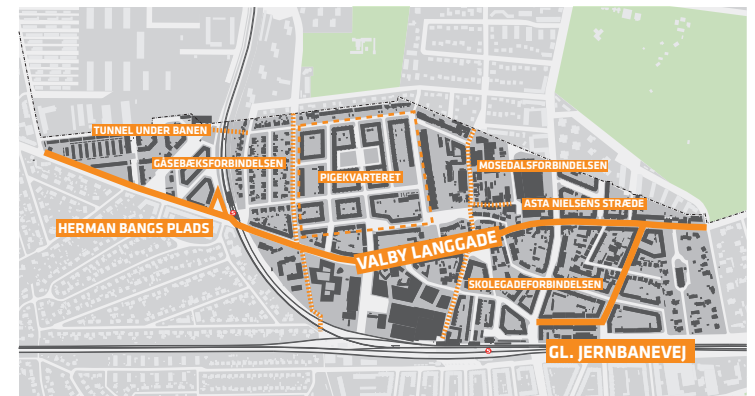 TUNNEL UNDER BANEN
GÅSEBÆKSFORBINDELSEN
MOSEDALSFORBINDELSEN
PIGEKVARTERET
ASTA NIELSENS STRÆDE
HERMAN BANGS PLADS
VALBY LANGGADE
SKOLEGADEFORBINDELSEN
GL. JERNBANEVEJ